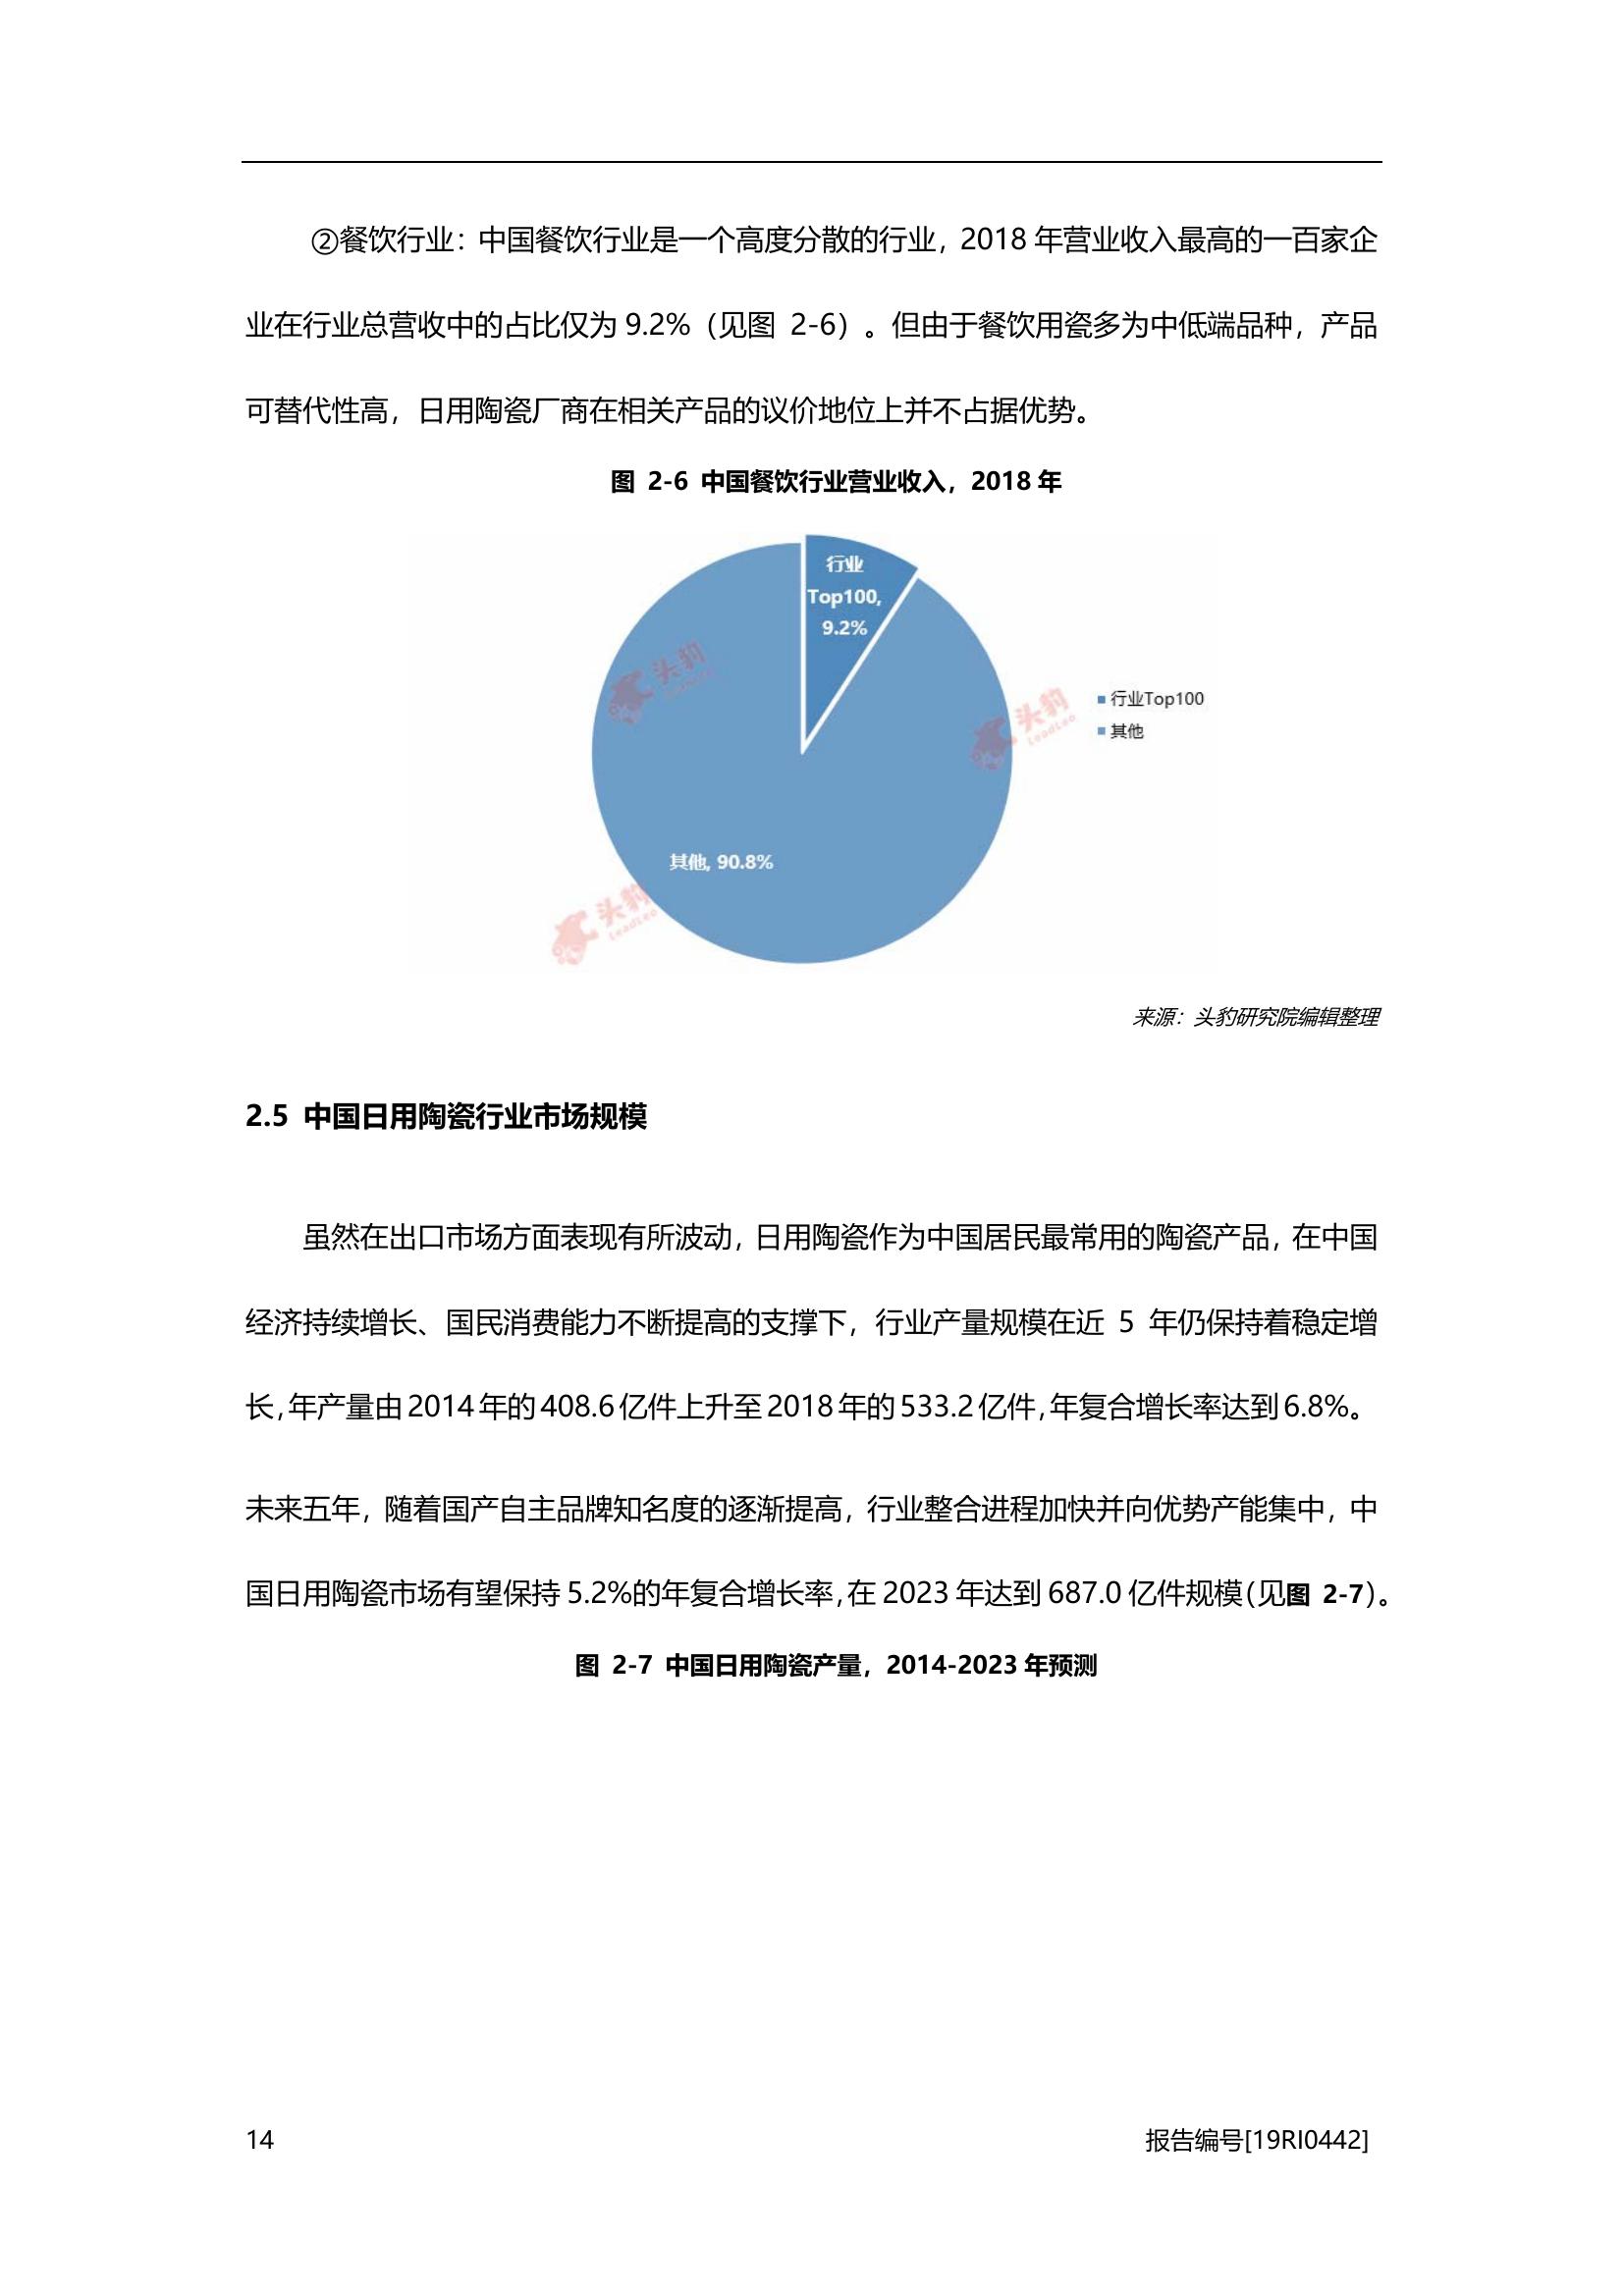 ②餐饮行业：中国餐饮行业是一个高度分散的行业，2018 年营业收入最高的一百家企
业在行业总营收中的占比仅为 9.2%（见图 2-6）。但由于餐饮用瓷多为中低端品种，产品
可替代性高，日用陶瓷厂商在相关产品的议价地位上并不占据优势。
图 2-6 中国餐饮行业营业收入，2018 年
行业
Top100,
9.2%
头豹
LeadLeo
头豹
LeadLeo
行业Top100
其他
其他, 90.8%
头豹
LeadLeo
来源：头豹研究院编辑整理
2.5 中国日用陶瓷行业市场规模
虽然在出口市场方面表现有所波动，日用陶瓷作为中国居民最常用的陶瓷产品，在中国
经济持续增长、国民消费能力不断提高的支撑下，行业产量规模在近 5 年仍保持着稳定增
长，年产量由 2014 年的 408.6 亿件上升至 2018 年的 533.2 亿件，年复合增长率达到 6.8%。
未来五年，随着国产自主品牌知名度的逐渐提高，行业整合进程加快并向优势产能集中，中
国日用陶瓷市场有望保持 5.2%的年复合增长率，在 2023 年达到 687.0 亿件规模（见图 2-7）。
图 2-7 中国日用陶瓷产量，2014-2023 年预测
14
报告编号[19RI0442]